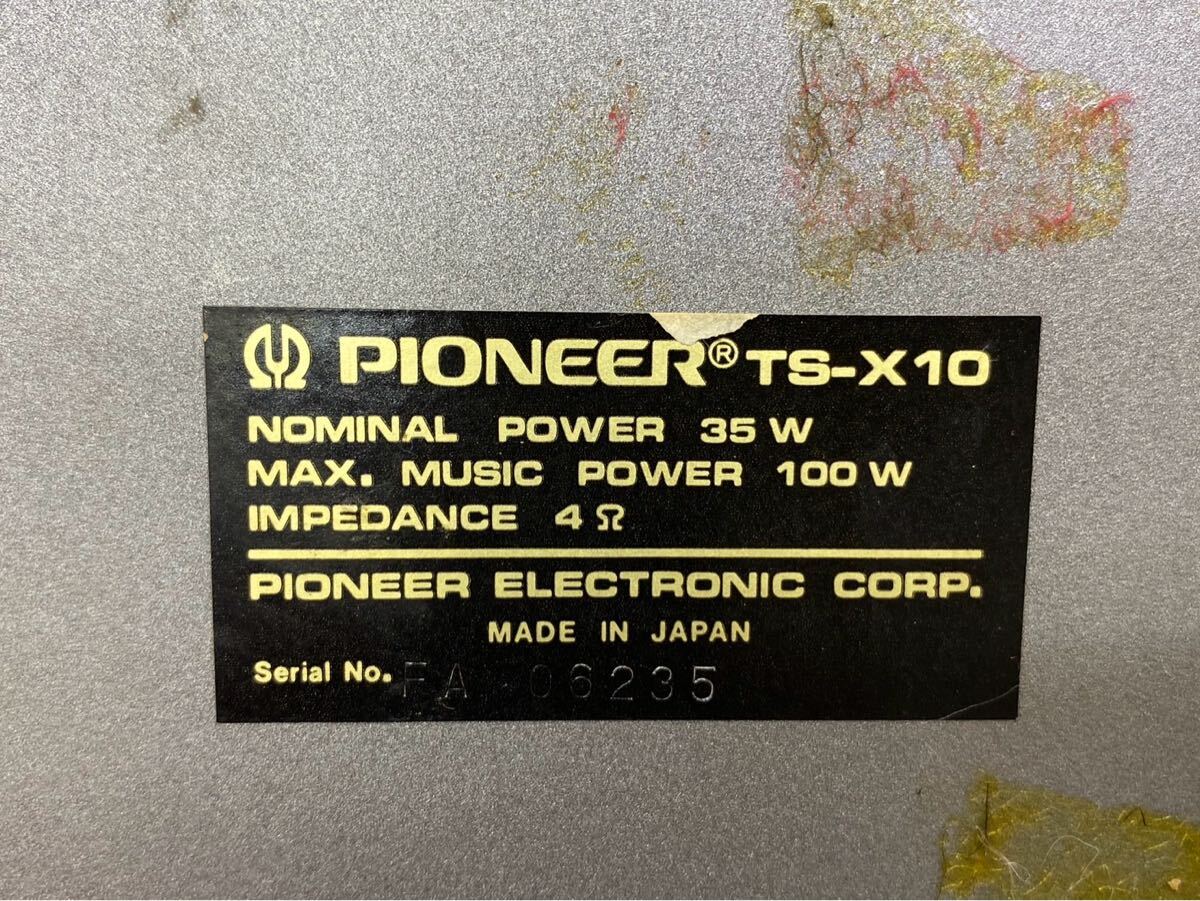 PIONEER® TS-X10
NOMINAL POWER 35 W
MAX. MUSIC POWER 100 W
IMPEDANCE 4 Ω
PIONEER ELECTRONIC CORP.
MADE IN JAPAN
Serial No. FA 06235